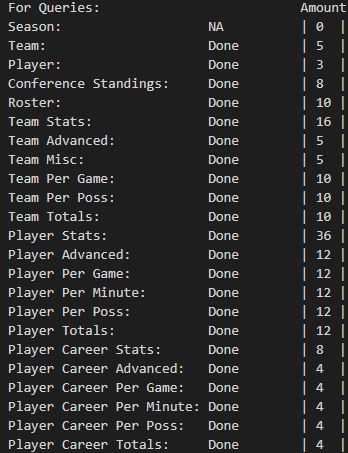 For Queries: Amount
Season: NA | 0 |
Team: Done | 5 |
Player: Done | 3 |
Conference Standings: Done | 8 |
Roster: Done | 10 |
Team Stats: Done | 16 |
Team Advanced: Done | 5 |
Team Misc: Done | 5 |
Team Per Game: Done | 10 |
Team Per Poss: Done | 10 |
Team Totals: Done | 10 |
Player Stats: Done | 36 |
Player Advanced: Done | 12 |
Player Per Game: Done | 12 |
Player Per Minute: Done | 12 |
Player Per Poss: Done | 12 |
Player Totals: Done | 12 |
Player Career Stats: Done | 8 |
Player Career Advanced: Done | 4 |
Player Career Per Game: Done | 4 |
Player Career Per Minute: Done | 4 |
Player Career Per Poss: Done | 4 |
Player Career Totals: Done | 4 |